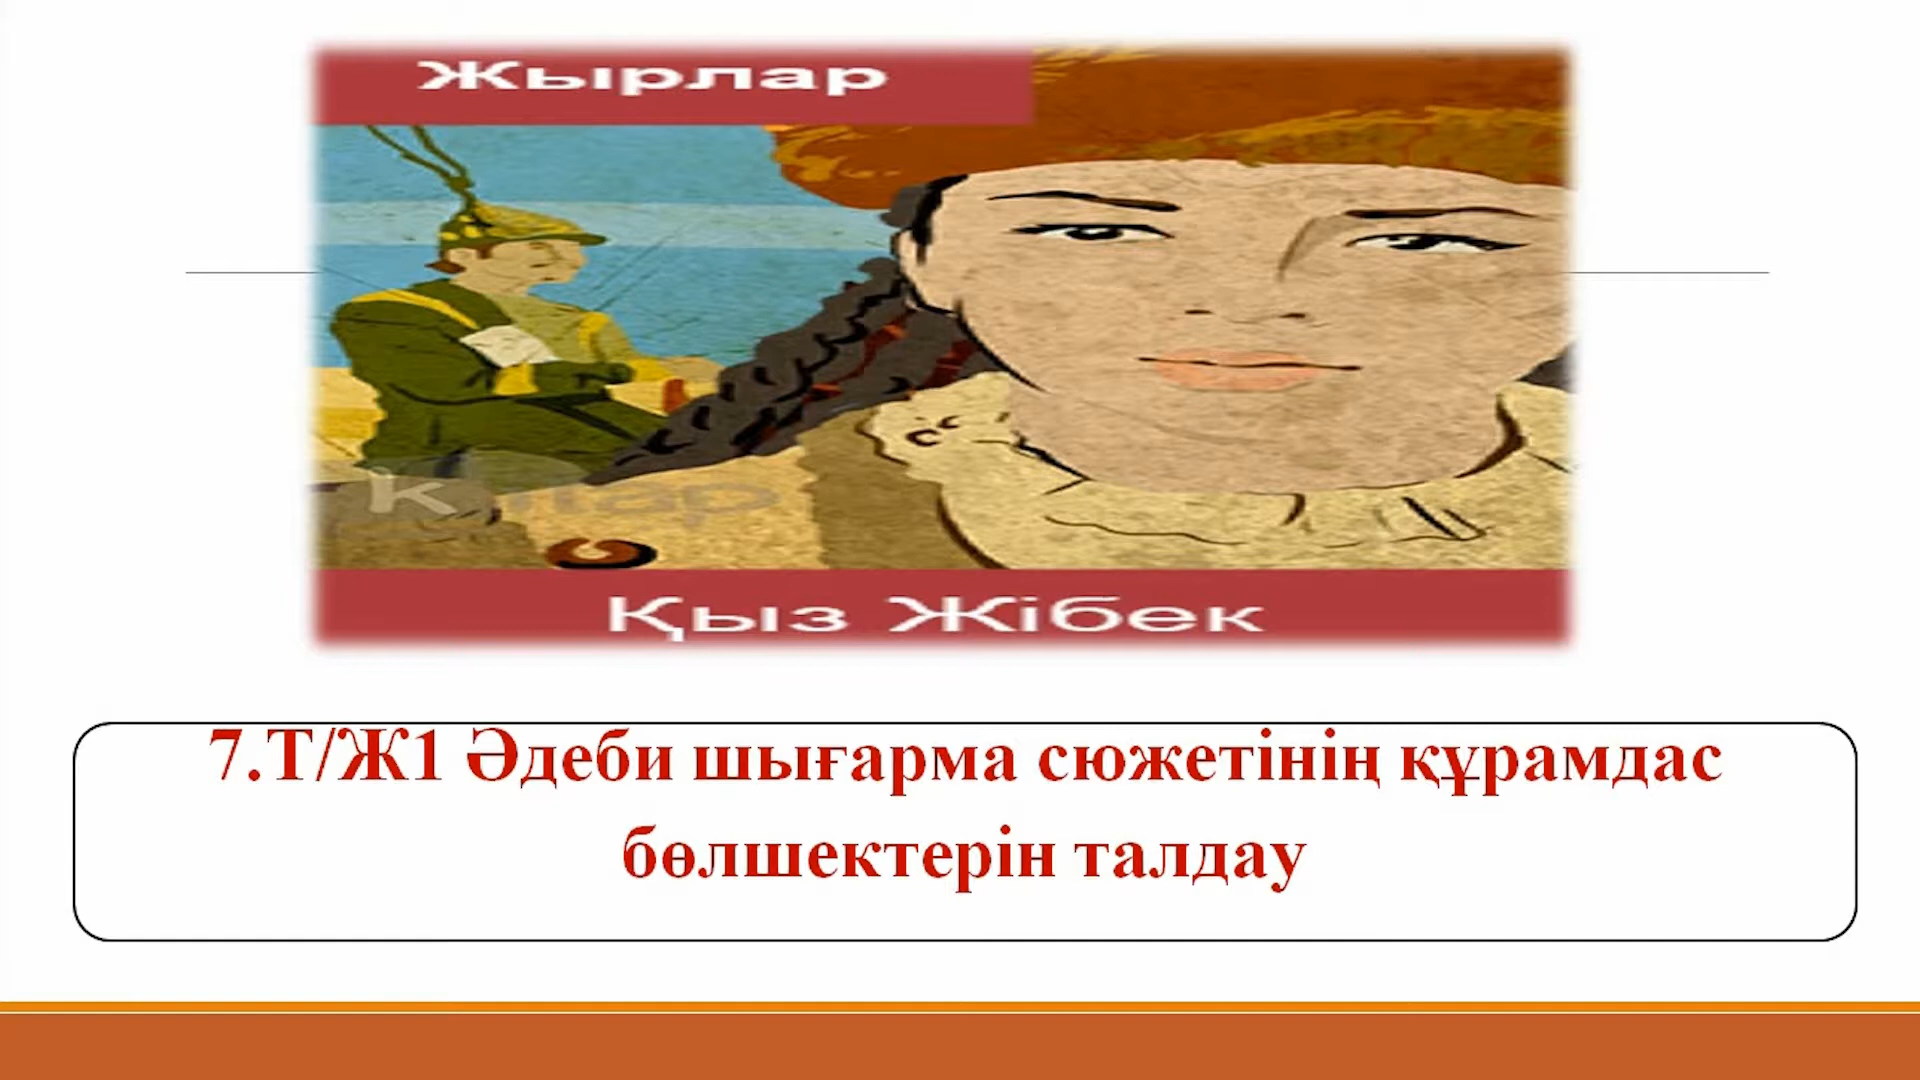 Жырлар
Қыз Жібек
7.Т/Ж1 Әдеби шығарма сюжетінің құрамдас
бөлшектерін талдау